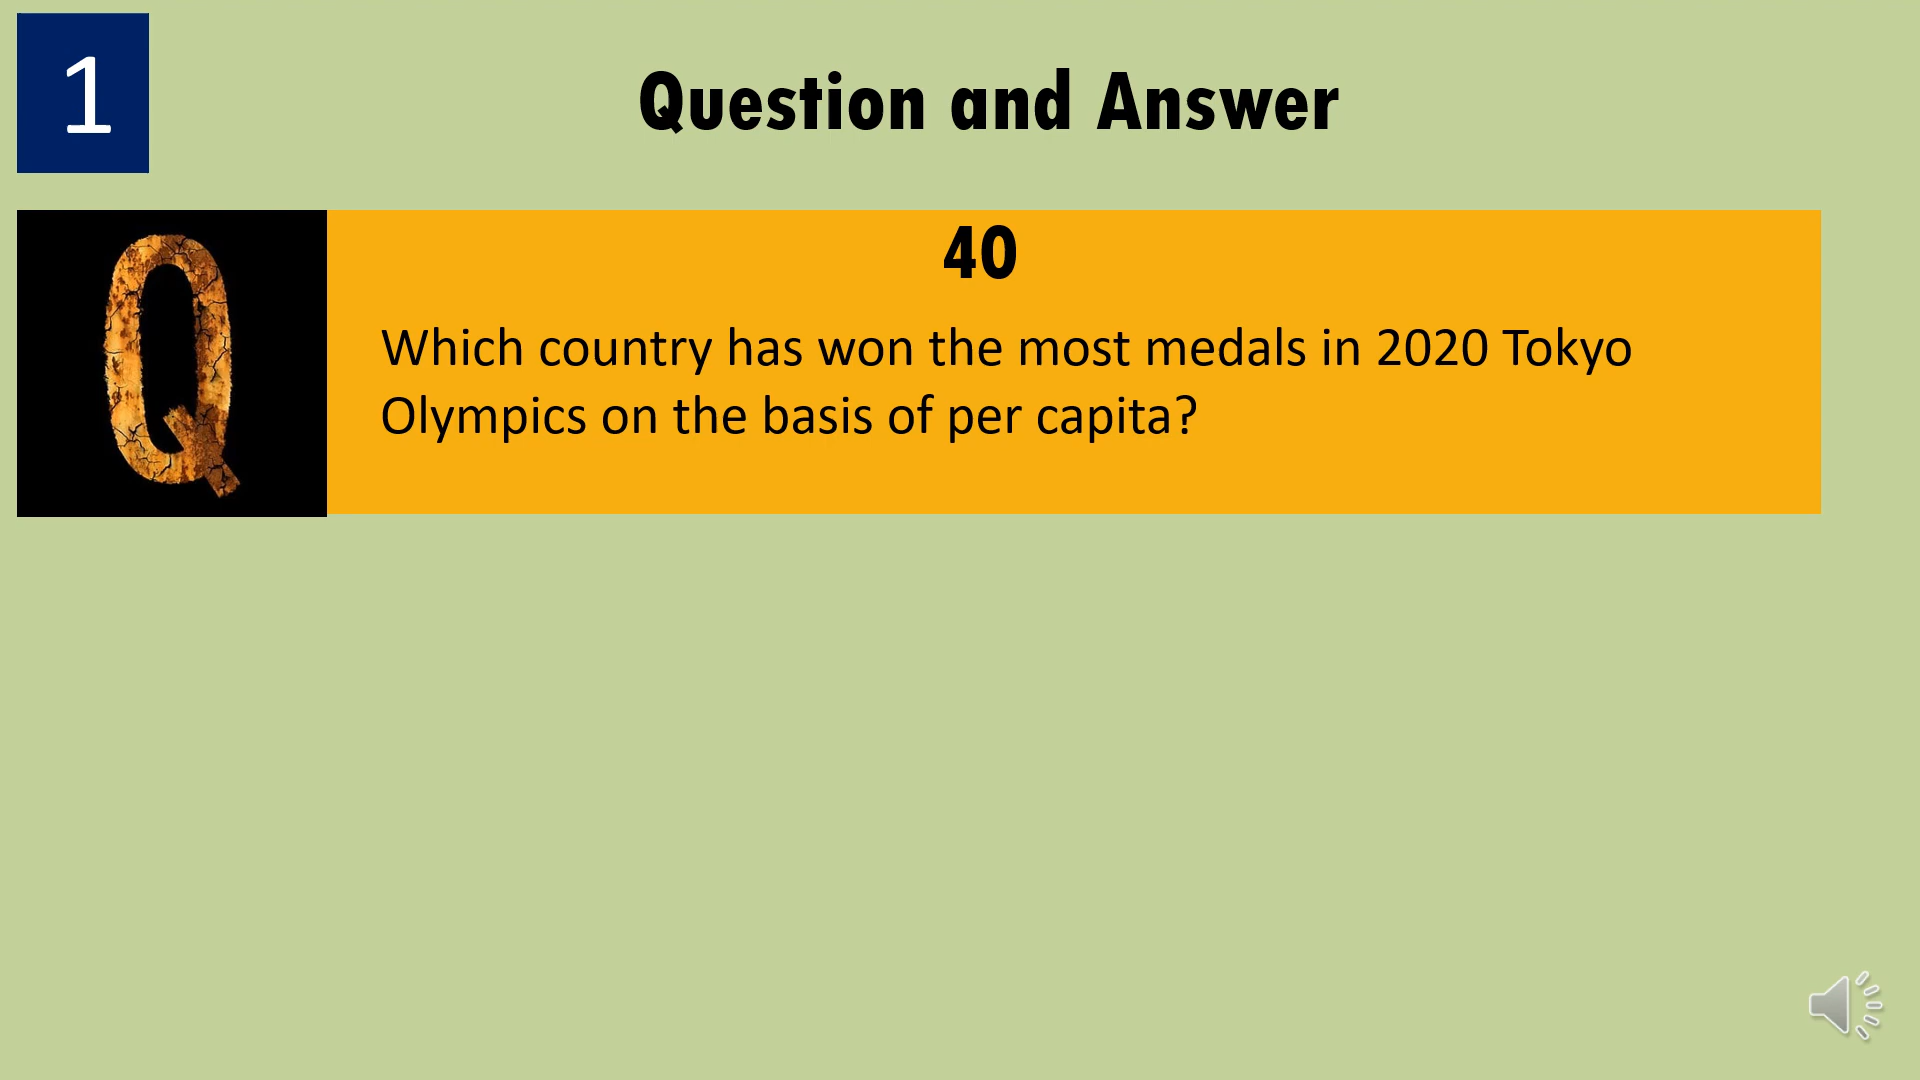 1
Question and Answer
Q
40
Which country has won the most medals in 2020 Tokyo
Olympics on the basis of per capita?